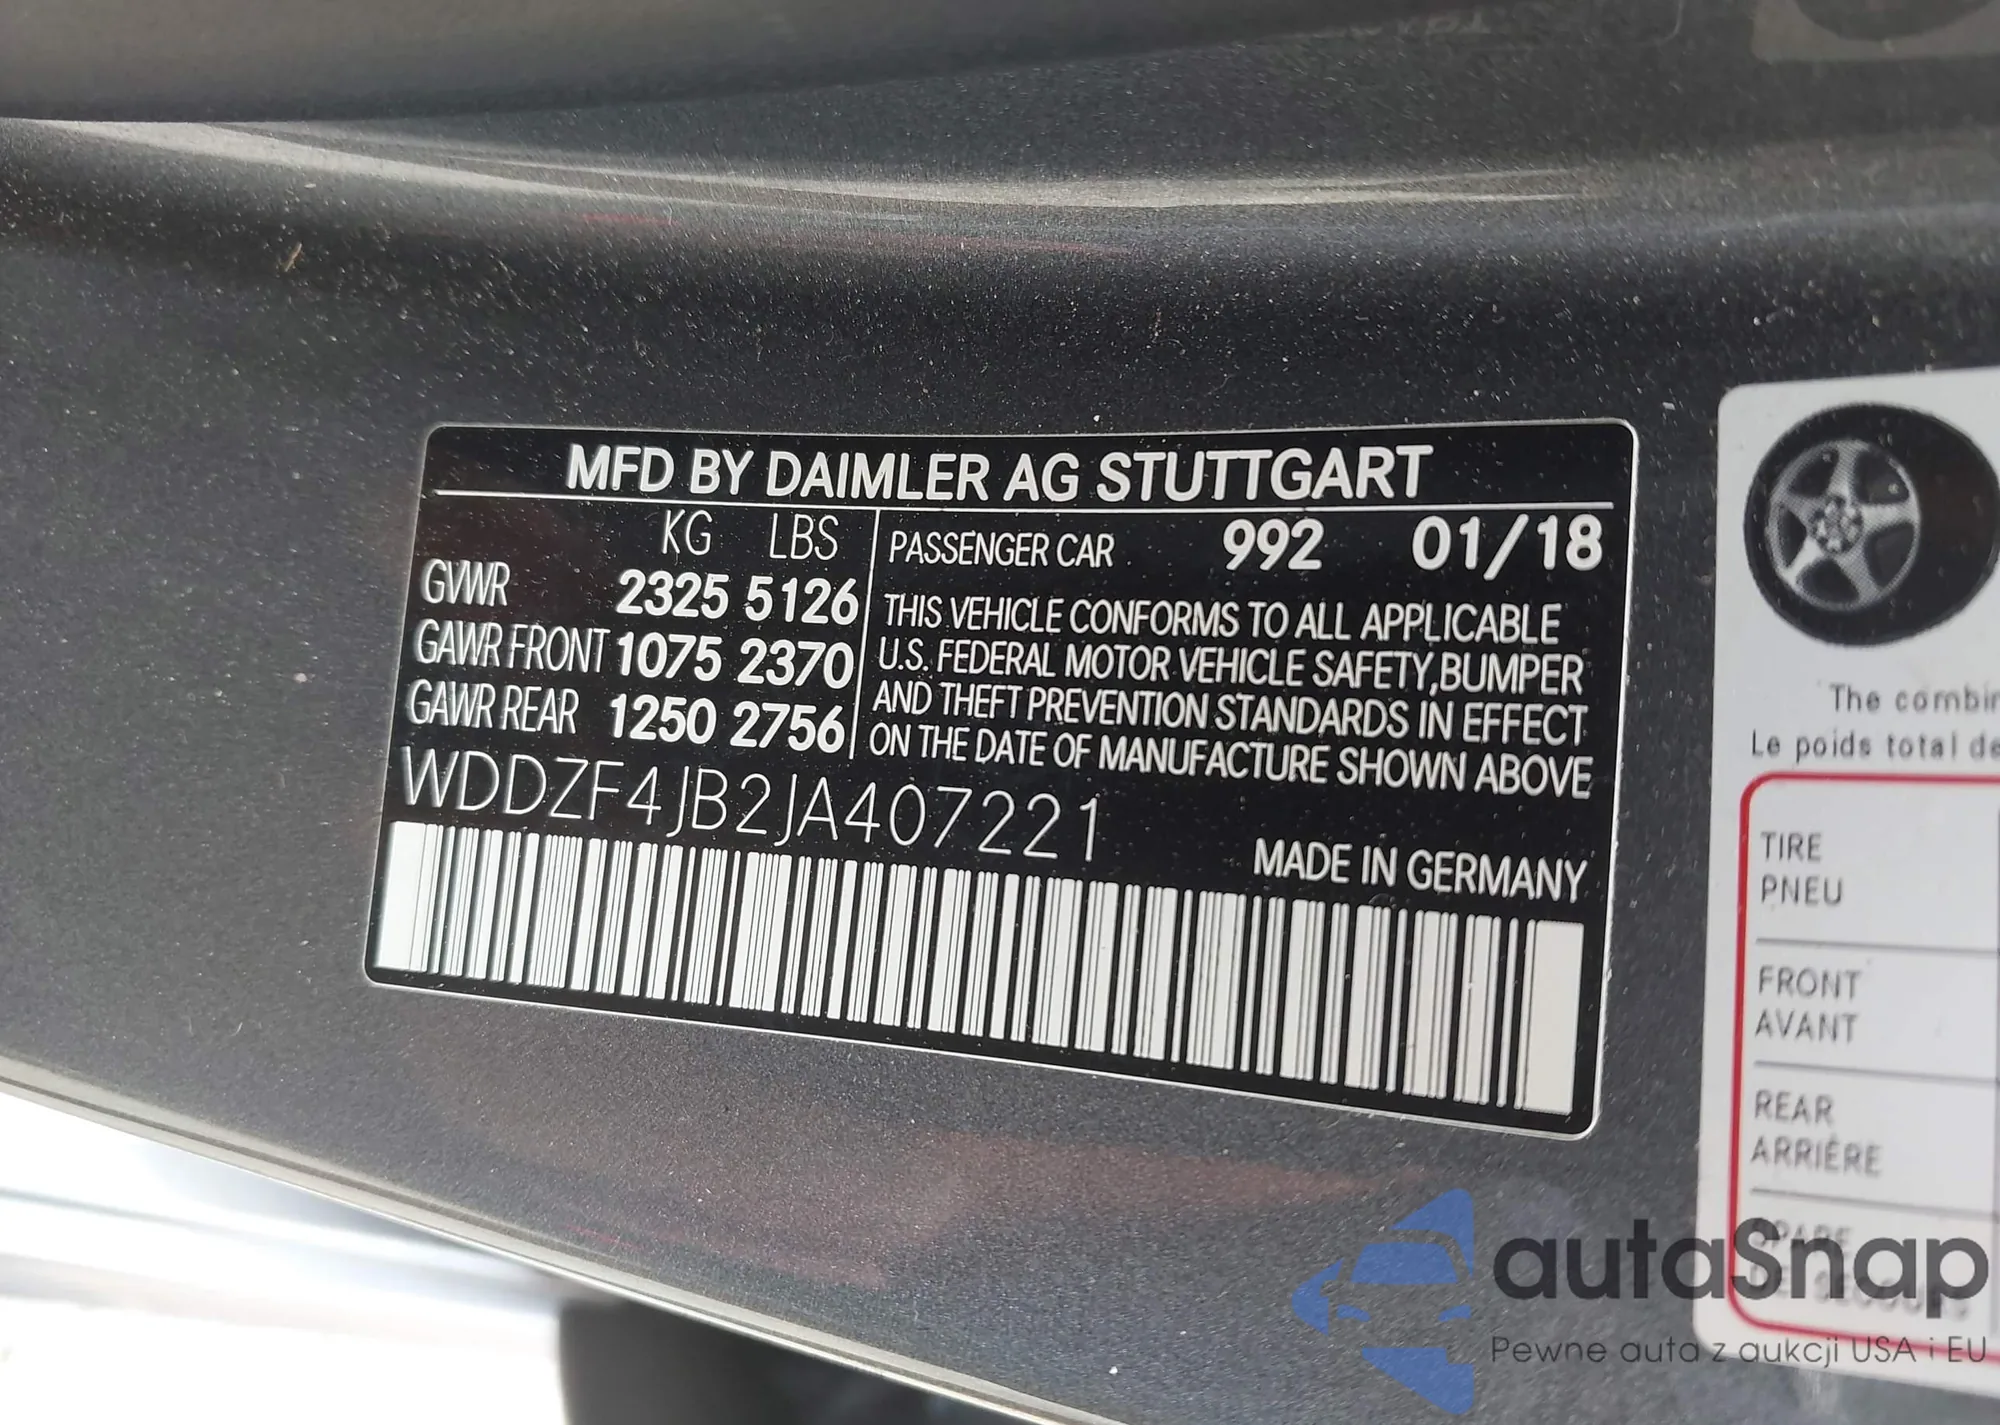 MFD BY DAIMLER AG STUTTGART
KG LBS
GVWR 2325 5126
GAWR FRONT 1075 2370
GAWR REAR 1250 2756
PASSENGER CAR 992 01/18
THIS VEHICLE CONFORMS TO ALL APPLICABLE
U.S. FEDERAL MOTOR VEHICLE SAFETY,BUMPER
AND THEFT PREVENTION STANDARDS IN EFFECT
ON THE DATE OF MANUFACTURE SHOWN ABOVE
WDDZF4JB2JA407221
MADE IN GERMANY
The combin
Le poids total de
TIRE
PNEU
FRONT
AVANT
REAR
ARRIÈRE
SPARE
DE SECOURS
autaSnap
Pewne auta z aukcji USA i EU